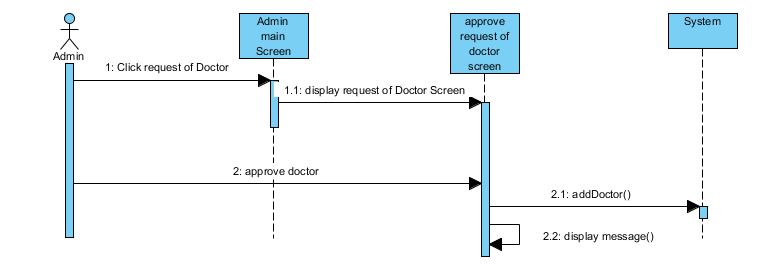 Admin
Admin
main
Screen
approve
request of
doctor
screen
System
1: Click request of Doctor
1.1: display request of Doctor Screen
2: approve doctor
2.1: addDoctor()
2.2: display message()